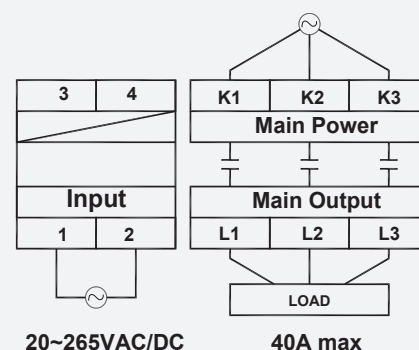 3 4
K1 K2 K3
Main Power
Input
Main Output
1 2
L1 L2 L3
LOAD
20~265VAC/DC
40A max